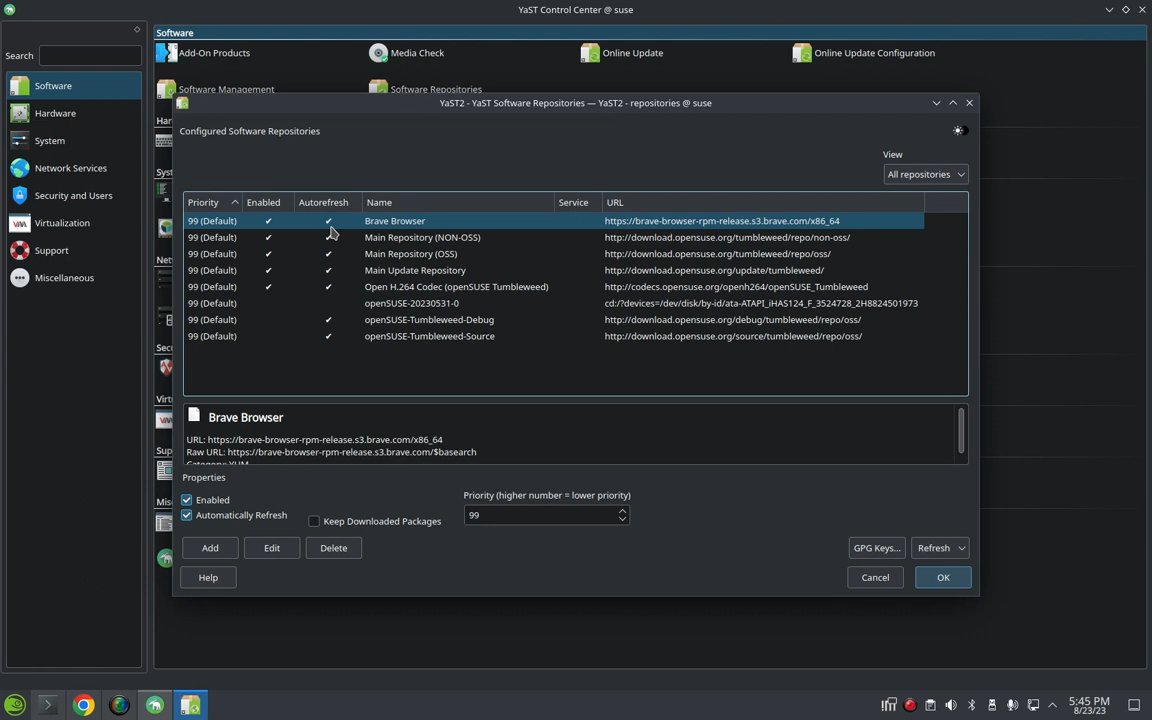 YaST Control Center @ suse
Search
Software
Hardware
System
Network Services
Security and Users
Virtualization
Support
Miscellaneous
Software
Add-On Products
Media Check
Online Update
Online Update Configuration
Software Management
Software Repositories
YaST2 - YaST Software Repositories — YaST2 - repositories @ suse
Configured Software Repositories
View
All repositories
Priority Enabled Autorefresh Name Service URL
99 (Default) ✔ ✔ Brave Browser https://brave-browser-rpm-release.s3.brave.com/x86_64
99 (Default) ✔ ✔ Main Repository (NON-OSS) http://download.opensuse.org/tumbleweed/repo/non-oss/
99 (Default) ✔ ✔ Main Repository (OSS) http://download.opensuse.org/tumbleweed/repo/oss/
99 (Default) ✔ ✔ Main Update Repository http://download.opensuse.org/update/tumbleweed/
99 (Default) ✔ ✔ Open H.264 Codec (openSUSE Tumbleweed) http://codecs.opensuse.org/openh264/openSUSE_Tumbleweed
99 (Default) openSUSE-20230531-0 cd:/?devices=/dev/disk/by-id/ata-ATAPI_iHAS124_F_3524728_2H8824501973
99 (Default) ✔ openSUSE-Tumbleweed-Debug http://download.opensuse.org/debug/tumbleweed/repo/oss/
99 (Default) ✔ openSUSE-Tumbleweed-Source http://download.opensuse.org/source/tumbleweed/repo/oss/
Brave Browser
URL: https://brave-browser-rpm-release.s3.brave.com/x86_64
Raw URL: https://brave-browser-rpm-release.s3.brave.com/$basearch
Category: YUM
Properties
Enabled
Automatically Refresh
Keep Downloaded Packages
Priority (higher number = lower priority)
99
Add Edit Delete
GPG Keys... Refresh
Help
Cancel OK
5:45 PM
8/23/23